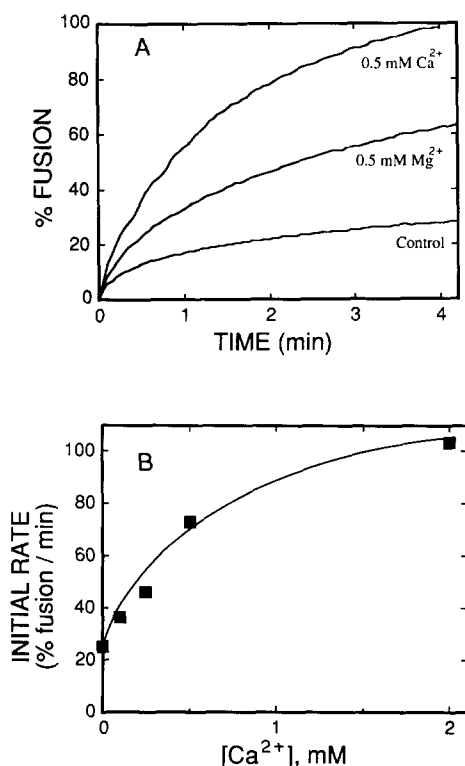 A
100
80
60
40
20
0
% FUSION
0.5 mM Ca²⁺
0.5 mM Mg²⁺
Control
0 1 2 3 4
TIME (min)
B
100
80
60
40
20
0
INITIAL RATE
(% fusion / min)
0 1 2
[Ca²⁺], mM